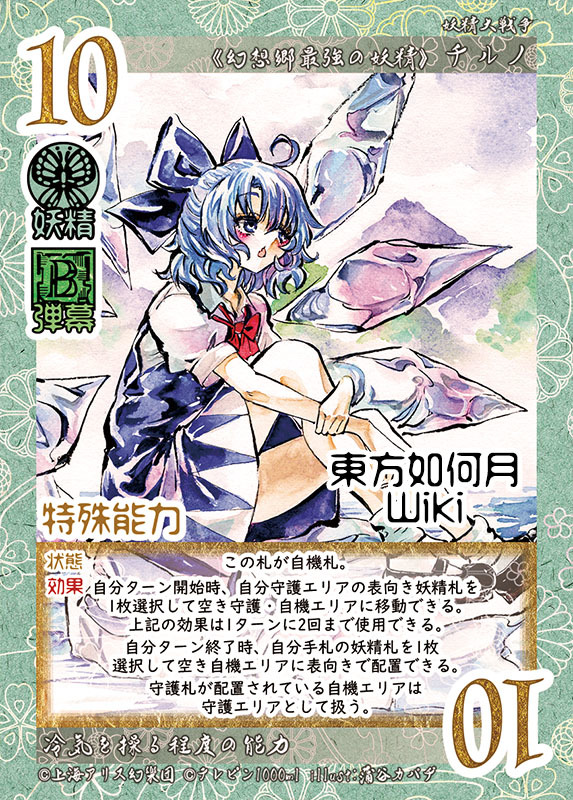 妖精大戦争
《幻想郷最強の妖精》 チルノ
10
妖精
B
弾幕
東方如何月
Wiki
特殊能力
状態 この札が自機札。
効果 自分ターン開始時、自分守護エリアの表向き妖精札を
1枚選択して空き守護・自機エリアに移動できる。
上記の効果は1ターンに2回まで使用できる。
自分ターン終了時、自分手札の妖精札を1枚
選択して空き自機エリアに表向きで配置できる。
守護札が配置されている自機エリアは
守護エリアとして扱う。
10
冷気を操る程度の能力
©上海アリス幻樂団 ©テレビン1000ml illust:蒲谷カバヂ